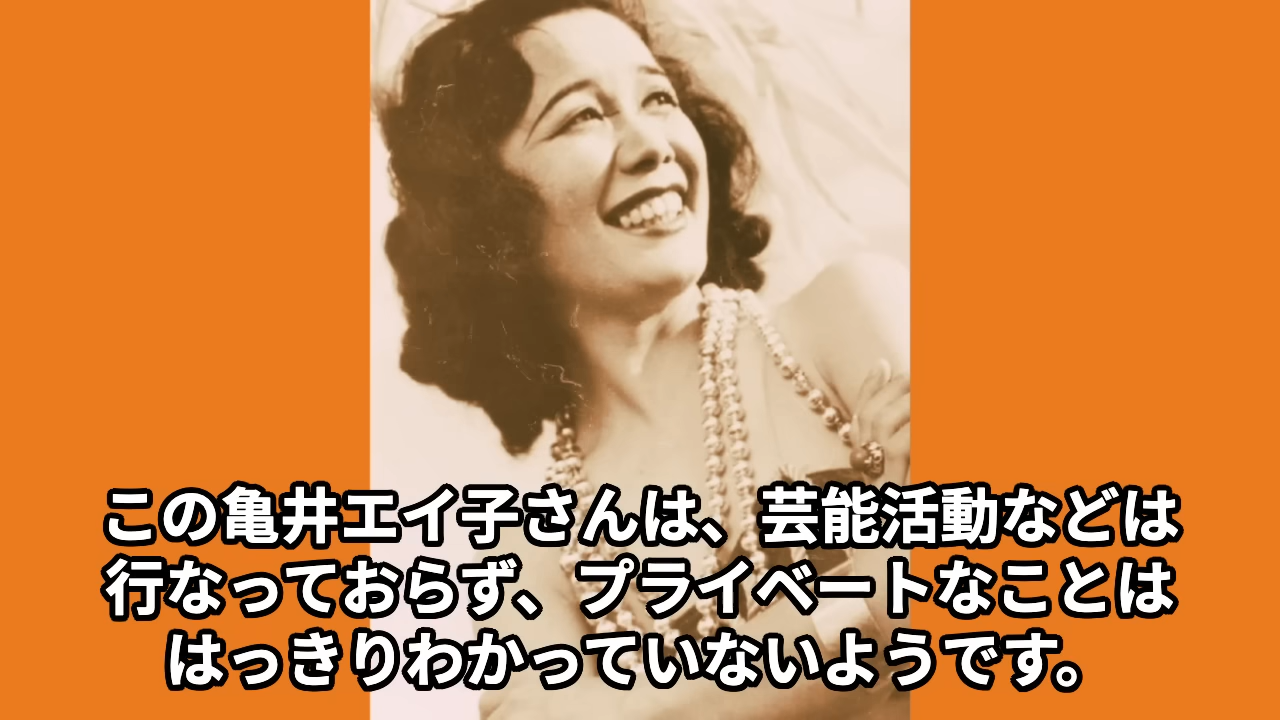 この亀井エイ子さんは、芸能活動などは
行なっておらず、プライベートなことは
はっきりわかっていないようです。